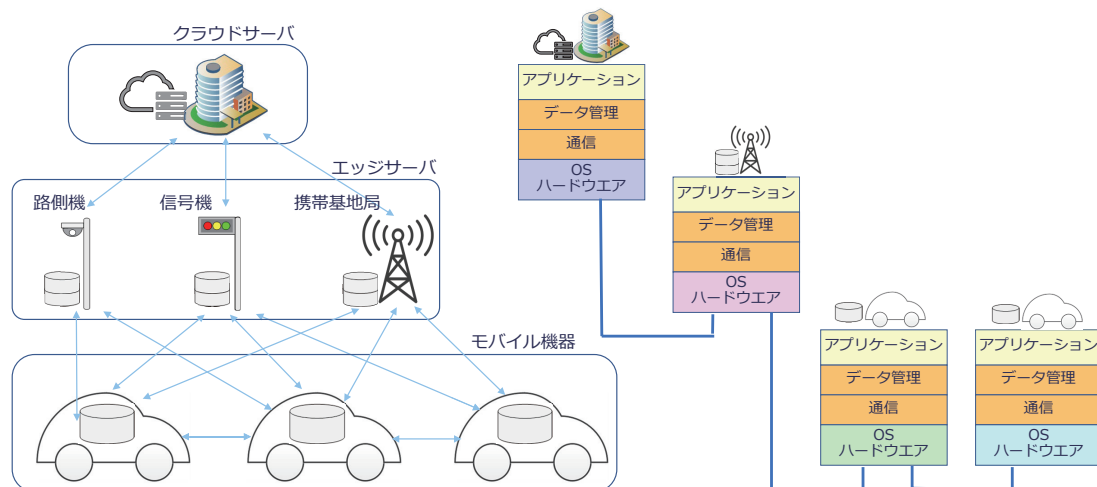 クラウドサーバ
エッジサーバ
路側機
信号機
携帯基地局
モバイル機器
アプリケーション
データ管理
通信
OS
ハードウエア
アプリケーション
データ管理
通信
OS
ハードウエア
アプリケーション
データ管理
通信
OS
ハードウエア
アプリケーション
データ管理
通信
OS
ハードウエア